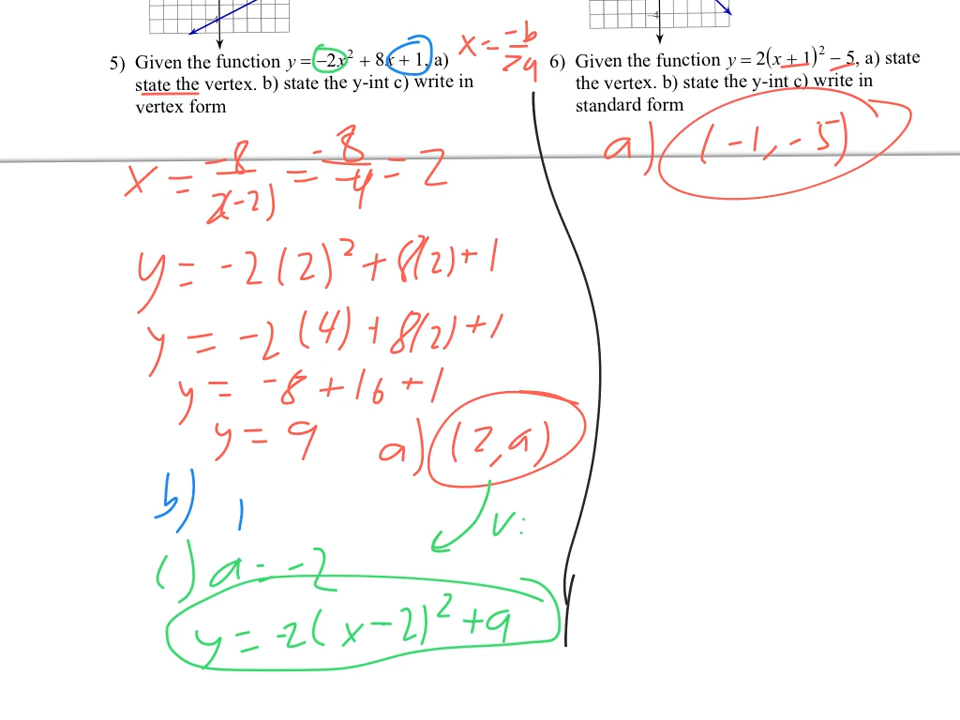 5) Given the function y = −2x² + 8x + 1, a)
state the vertex. b) state the y-int c) write in
vertex form
x = -b/2a
x = -8/2(-2) = -8/-4 = 2
y = -2(2)² + 8(2) + 1
y = -2(4) + 8(2) + 1
y = -8 + 16 + 1
y = 9 a) (2, 9)
b) 1
V:
c) a = -2
y = -2(x-2)² + 9
6) Given the function y = 2(x + 1)² − 5, a) state
the vertex. b) state the y-int c) write in
standard form
a) (-1, -5)